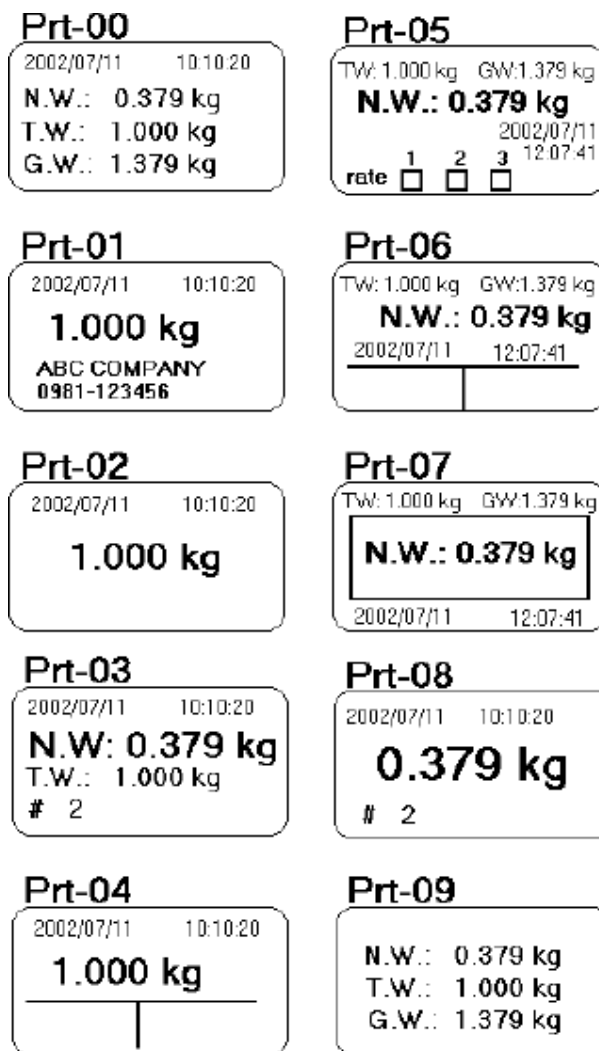 Prt-00
2002/07/11 10:10:20
N.W.: 0.379 kg
T.W.: 1.000 kg
G.W.: 1.379 kg
Prt-01
2002/07/11 10:10:20
1.000 kg
ABC COMPANY
0981-123456
Prt-02
2002/07/11 10:10:20
1.000 kg
Prt-03
2002/07/11 10:10:20
N.W: 0.379 kg
T.W.: 1.000 kg
# 2
Prt-04
2002/07/11 10:10:20
1.000 kg
Prt-05
TW: 1.000 kg GW:1.379 kg
N.W.: 0.379 kg
2002/07/11
12:07:41
rate 1 2 3
Prt-06
TW: 1.000 kg GW:1.379 kg
N.W.: 0.379 kg
2002/07/11 12:07:41
Prt-07
TW: 1.000 kg GW:1.379 kg
N.W.: 0.379 kg
2002/07/11 12:07:41
Prt-08
2002/07/11 10:10:20
0.379 kg
# 2
Prt-09
N.W.: 0.379 kg
T.W.: 1.000 kg
G.W.: 1.379 kg